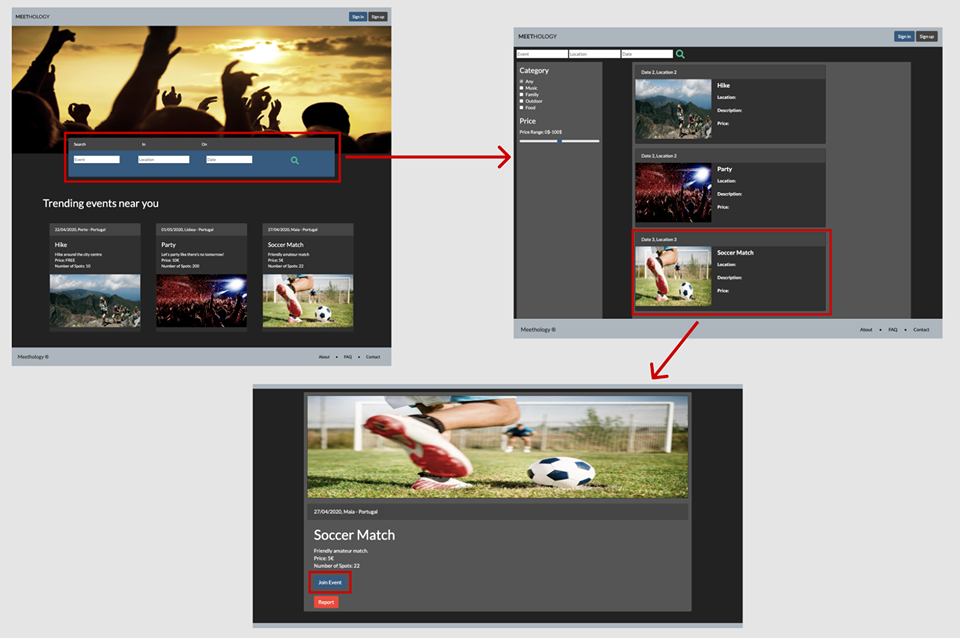 MEETHOLOGY
Sign in Sign up
Search In On
Event Location Date
Trending events near you
22/04/2020, Porto - Portugal
Hike
Hike around the city centre
Price: FREE
Number of Spots: 10
01/05/2020, Lisboa - Portugal
Party
Let's party like there's no tomorrow!
Price: 10€
Number of Spots: 200
27/04/2020, Maia - Portugal
Soccer Match
Friendly amateur match
Price: 5€
Number of Spots: 22
Meethology ®
About • FAQ • Contact
MEETHOLOGY
Sign in Sign up
Event Location Date
Category
Any
Music
Family
Outdoor
Food
Price
Price Range: 0$-100$
Date 2, Location 2
Hike
Location:
Description:
Price:
Date 2, Location 2
Party
Location:
Description:
Price:
Date 3, Location 3
Soccer Match
Location:
Description:
Price:
Meethology ®
About • FAQ • Contact
27/04/2020, Maia - Portugal
Soccer Match
Friendly amateur match.
Price: 5€
Number of Spots: 22
Join Event
Report